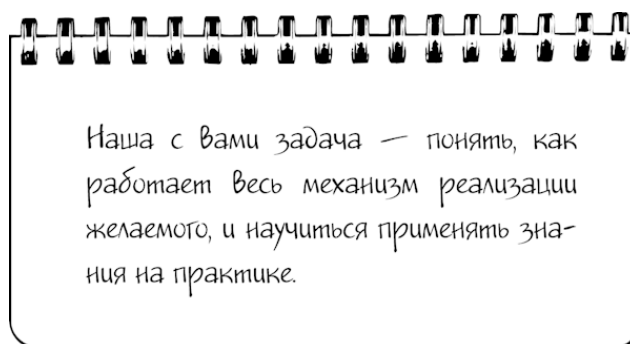 Наша с вами задача — понять, как
работает весь механизм реализации
желаемого, и научиться применять зна-
ния на практике.